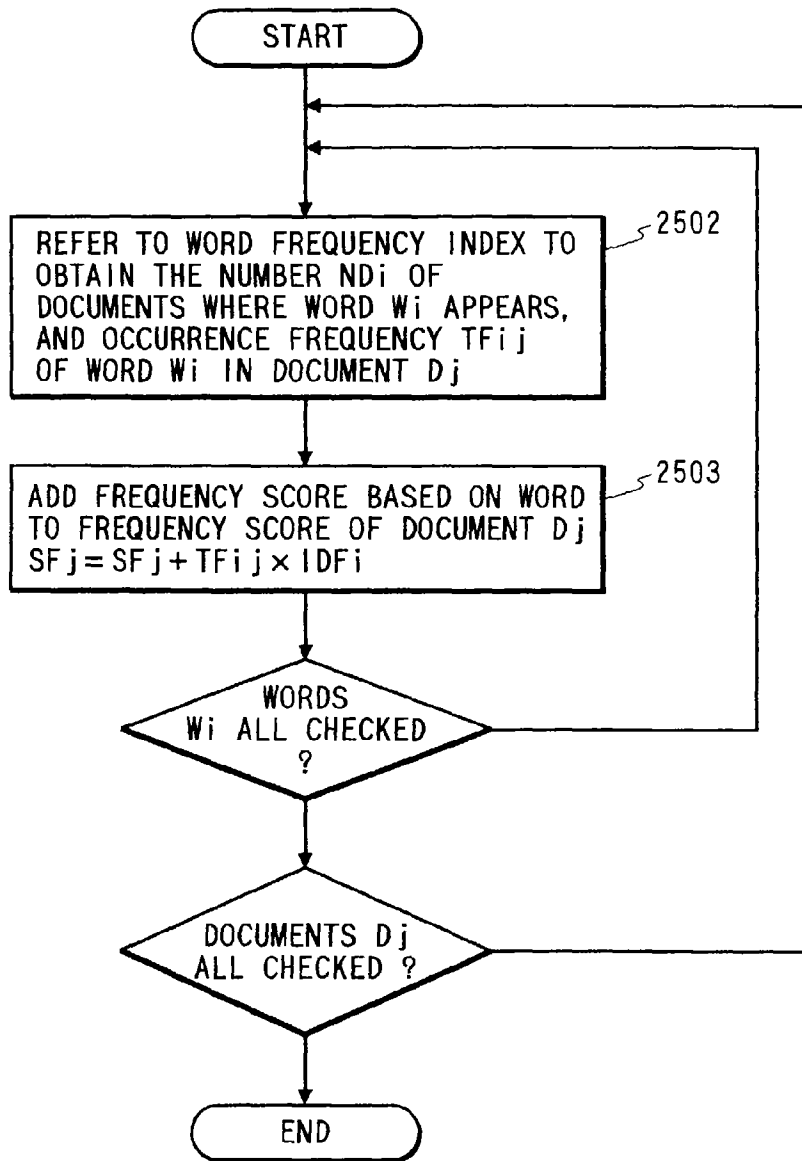 START
REFER TO WORD FREQUENCY INDEX TO
OBTAIN THE NUMBER NDi OF
DOCUMENTS WHERE WORD Wi APPEARS,
AND OCCURRENCE FREQUENCY TFij
OF WORD Wi IN DOCUMENT Dj
2502
ADD FREQUENCY SCORE BASED ON WORD
TO FREQUENCY SCORE OF DOCUMENT Dj
SFj=SFj+TFij×IDFi
2503
WORDS
Wi ALL CHECKED
?
DOCUMENTS Dj
ALL CHECKED ?
END